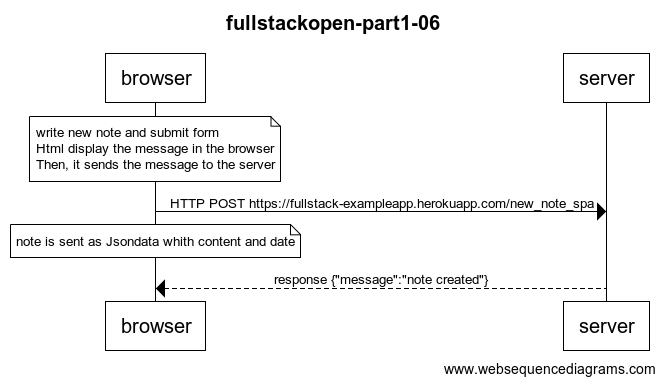 fullstackopen-part1-06
browser
server
write new note and submit form
Html display the message in the browser
Then, it sends the message to the server
HTTP POST https://fullstack-exampleapp.herokuapp.com/new_note_spa
note is sent as Jsondata whith content and date
response {"message":"note created"}
browser
server
www.websequencediagrams.com